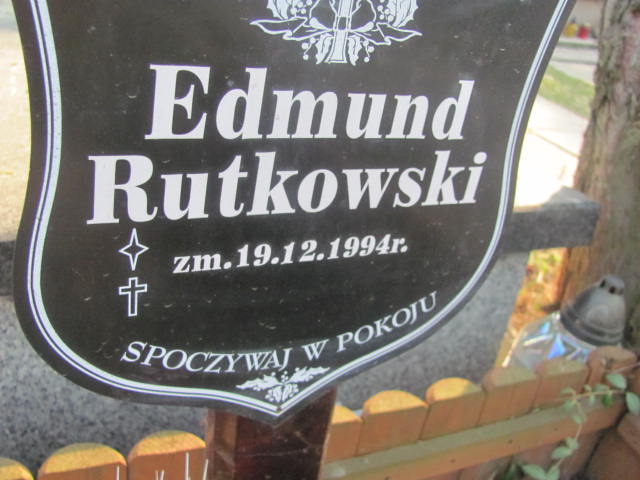 Edmund
Rutkowski
zm.19.12.1994r.
SPOCZYWAJ W POKOJU